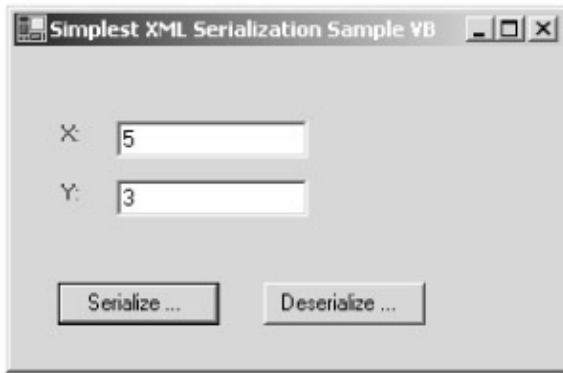 Simplest XML Serialization Sample VB
X: 5
Y: 3
Serialize ... Deserialize ...